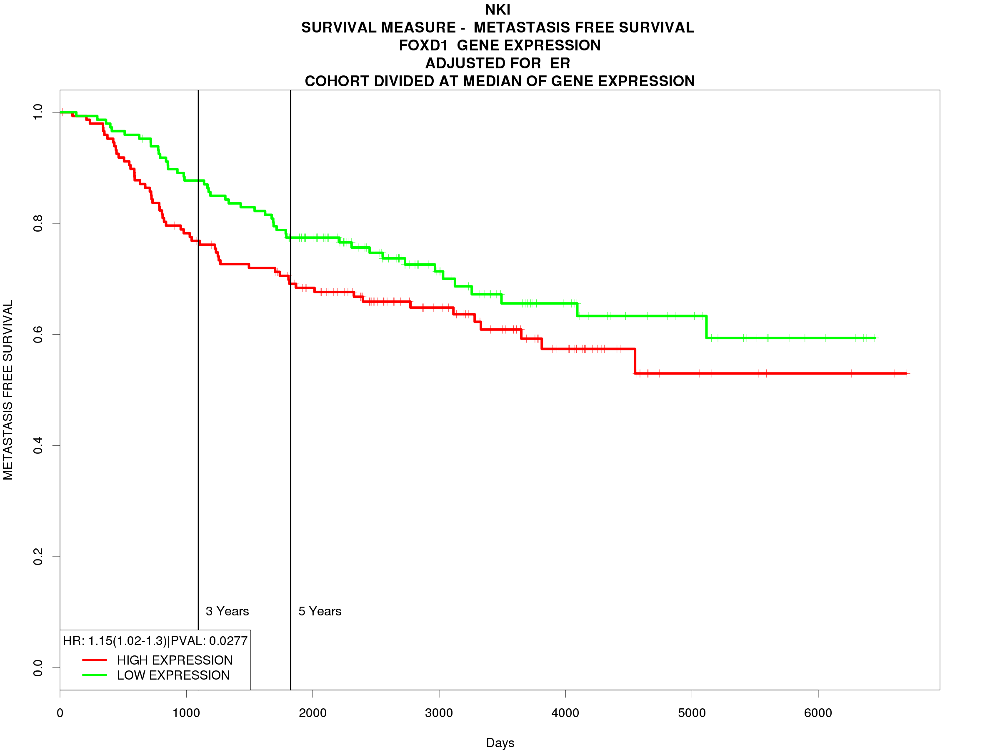 NKI
SURVIVAL MEASURE - METASTASIS FREE SURVIVAL
FOXD1 GENE EXPRESSION
ADJUSTED FOR ER
COHORT DIVIDED AT MEDIAN OF GENE EXPRESSION
METASTASIS FREE SURVIVAL
1.0
0.8
0.6
0.4
0.2
0.0
3 Years
5 Years
HR: 1.15(1.02-1.3)|PVAL: 0.0277
HIGH EXPRESSION
LOW EXPRESSION
0 1000 2000 3000 4000 5000 6000
Days